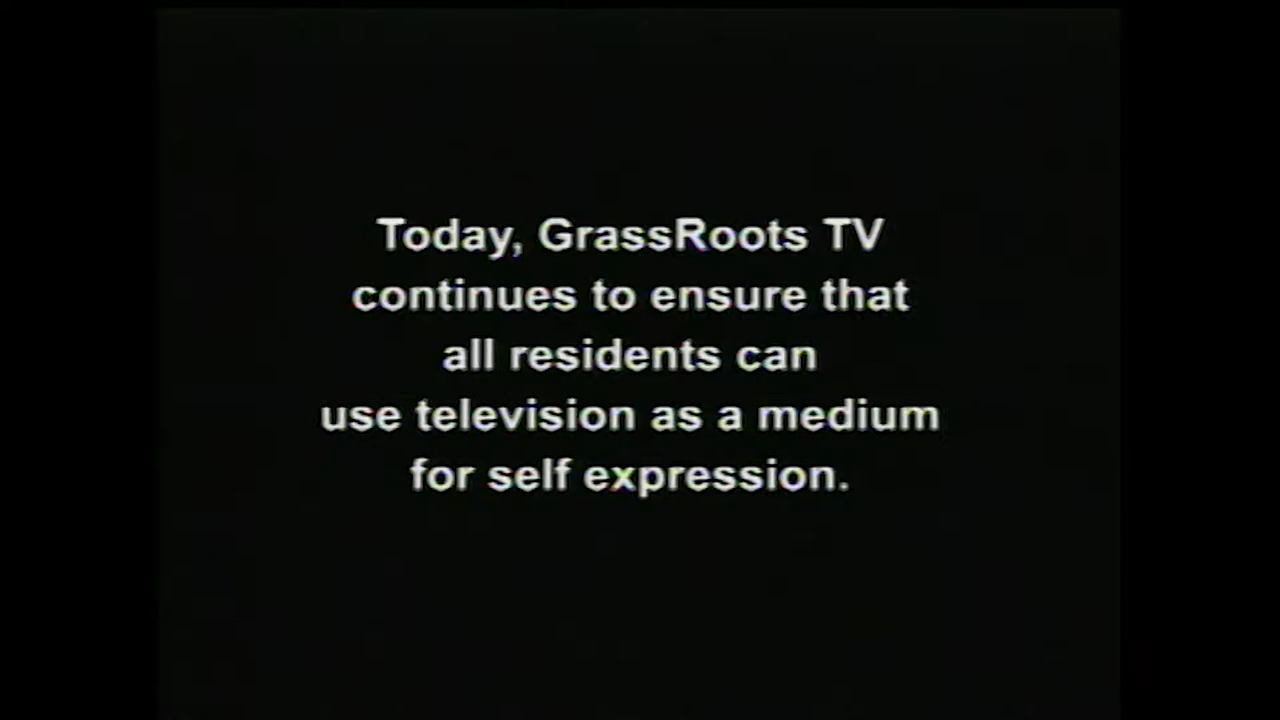 Today, GrassRoots TV
continues to ensure that
all residents can
use television as a medium
for self expression.